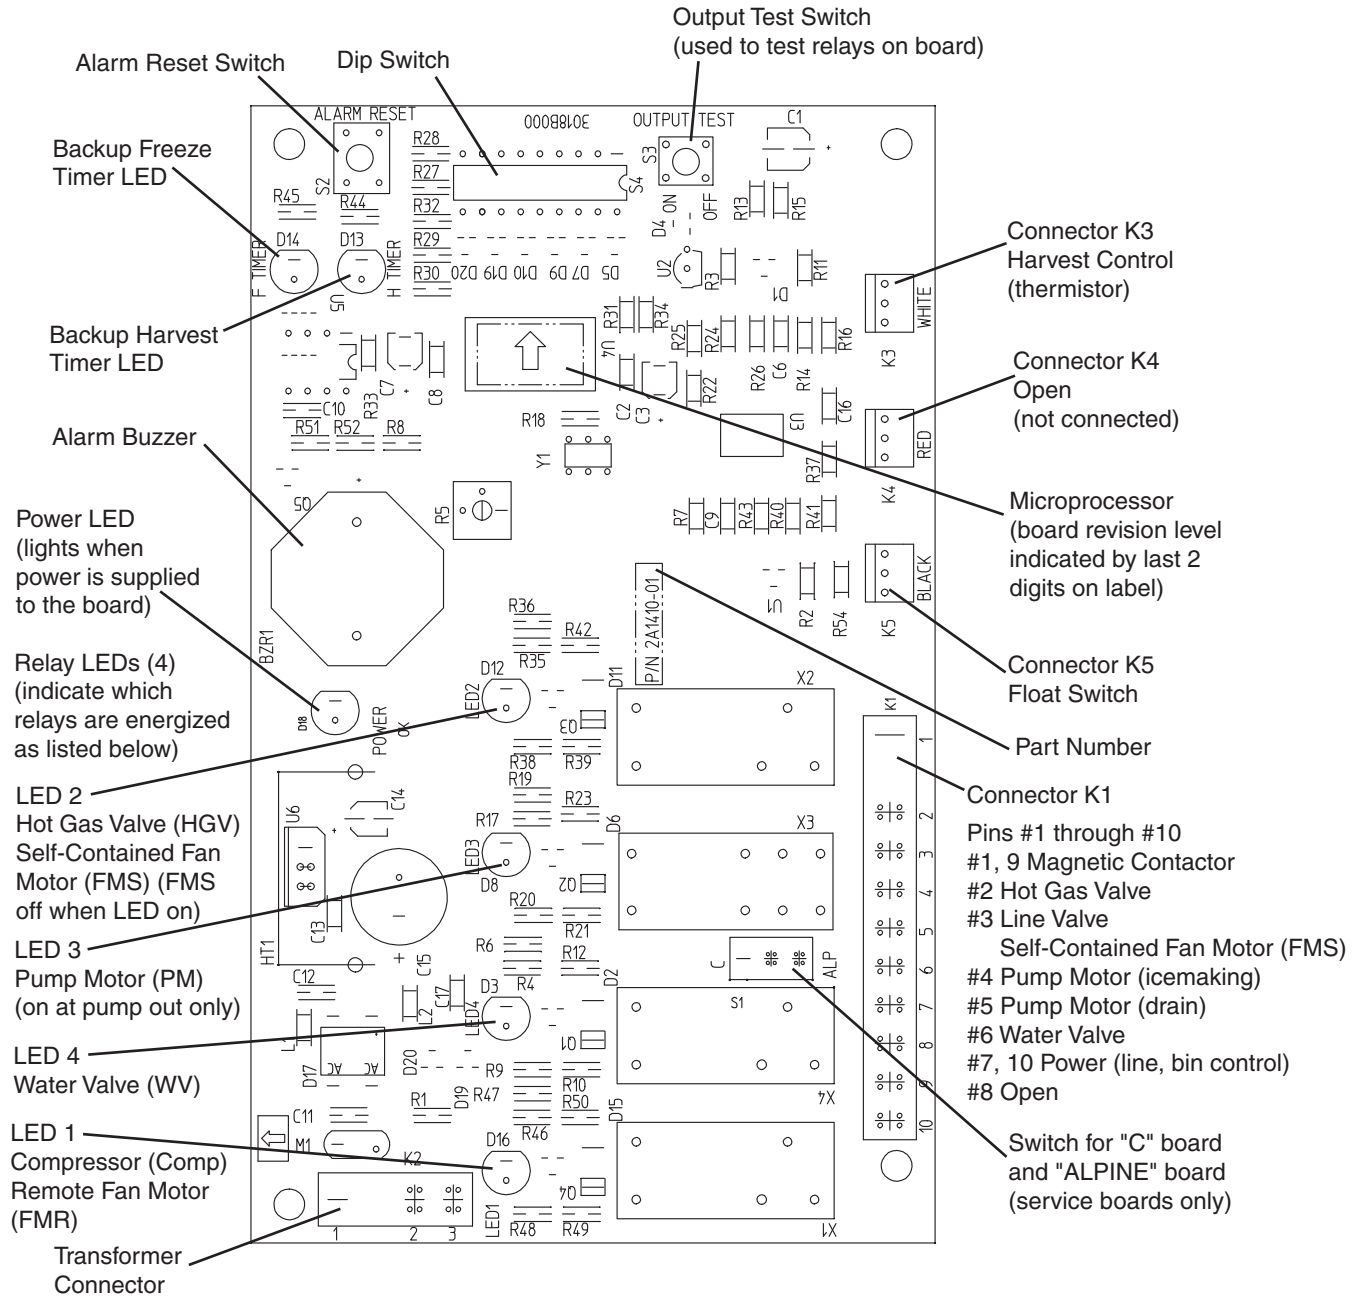 Output Test Switch
(used to test relays on board)
Alarm Reset Switch
Dip Switch
Backup Freeze
Timer LED
Backup Harvest
Timer LED
Alarm Buzzer
Power LED
(lights when
power is supplied
to the board)
Relay LEDs (4)
(indicate which
relays are energized
as listed below)
LED 2
Hot Gas Valve (HGV)
Self-Contained Fan
Motor (FMS) (FMS
off when LED on)
LED 3
Pump Motor (PM)
(on at pump out only)
LED 4
Water Valve (WV)
LED 1
Compressor (Comp)
Remote Fan Motor
(FMR)
Transformer
Connector
Connector K3
Harvest Control
(thermistor)
Connector K4
Open
(not connected)
Microprocessor
(board revision level
indicated by last 2
digits on label)
Connector K5
Float Switch
Part Number
Connector K1
Pins #1 through #10
#1, 9 Magnetic Contactor
#2 Hot Gas Valve
#3 Line Valve
Self-Contained Fan Motor (FMS)
#4 Pump Motor (icemaking)
#5 Pump Motor (drain)
#6 Water Valve
#7, 10 Power (line, bin control)
#8 Open
Switch for "C" board
and "ALPINE" board
(service boards only)
ALARM RESET
3018B000
OUTPUT TEST
C1
S2
R28
R27
R32
R29
R30
S4
S3
ON
OFF
D4
R13
R15
R45
R44
D14
D13
F TIMER
H TIMER
U5
D20
D19
D10
D9
D7
D5
U2
R3
D1
R11
WHITE
K3
R31
R34
U4
R25
R24
R26
C6
R14
R16
C7
C8
R33
C10
C2
C3
R22
C16
R51
R52
R8
R18
Y1
U3
R37
RED
K4
Q5
R5
R7
C9
R43
R40
R41
BLACK
K5
U1
R2
R54
P/N 2A1410-01
BZR1
R36
R42
R35
D12
LED2
D11
X2
K1
D18
POWER
OK
Q3
R38
R39
R19
R23
C14
U6
R17
LED3
D8
D6
X3
Q2
R20
R21
C13
HT1
R6
R12
C15
R4
C
ALP
S1
C12
L2
C17
D3
LED4
D2
Q1
L1
D17
AC
AC
D20
D19
R9
R47
R10
R50
X4
C11
R1
R46
D15
M1
K2
D16
LED1
Q4
R48
R49
X1
1
2
3
1
2
3
4
5
6
7
8
9
10